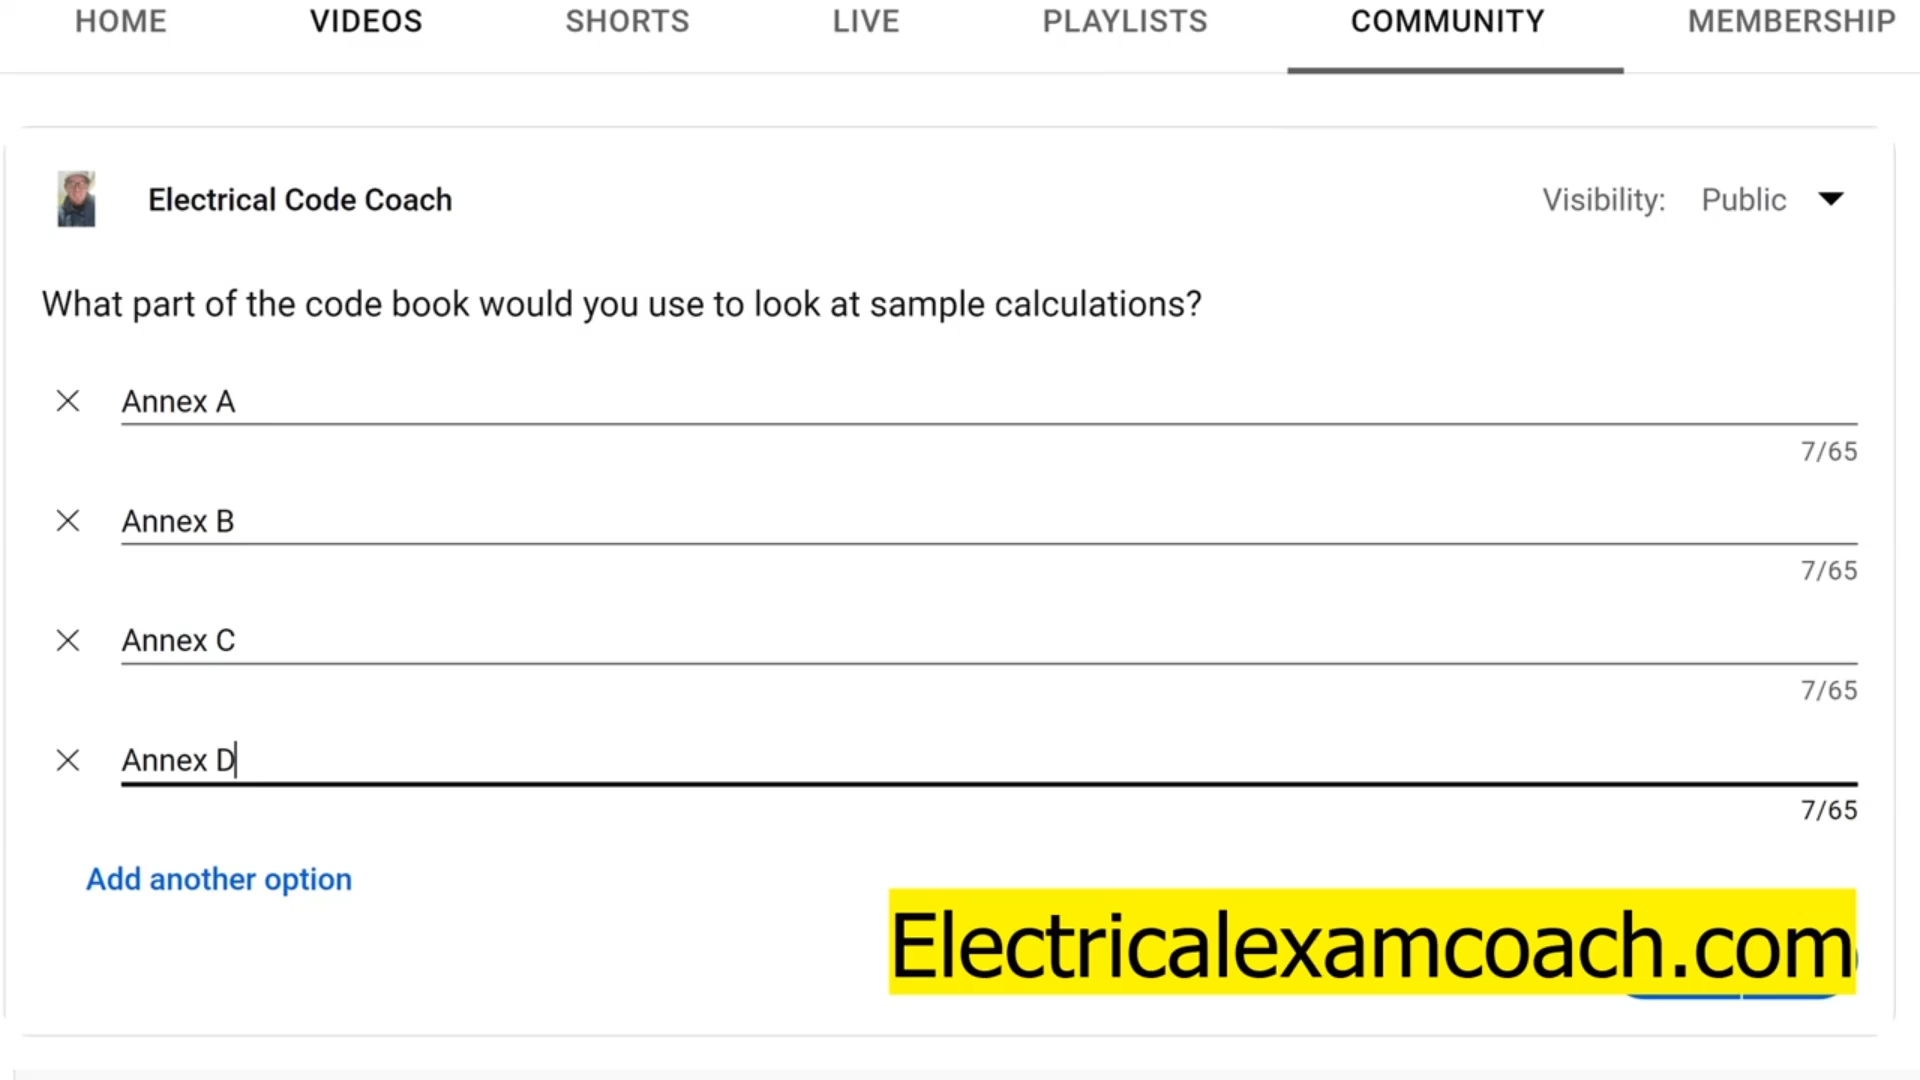 HOME VIDEOS SHORTS LIVE PLAYLISTS COMMUNITY MEMBERSHIP
Electrical Code Coach Visibility: Public
What part of the code book would you use to look at sample calculations?
Annex A
7/65
Annex B
7/65
Annex C
7/65
Annex D
7/65
Add another option
Electricalexamcoach.com